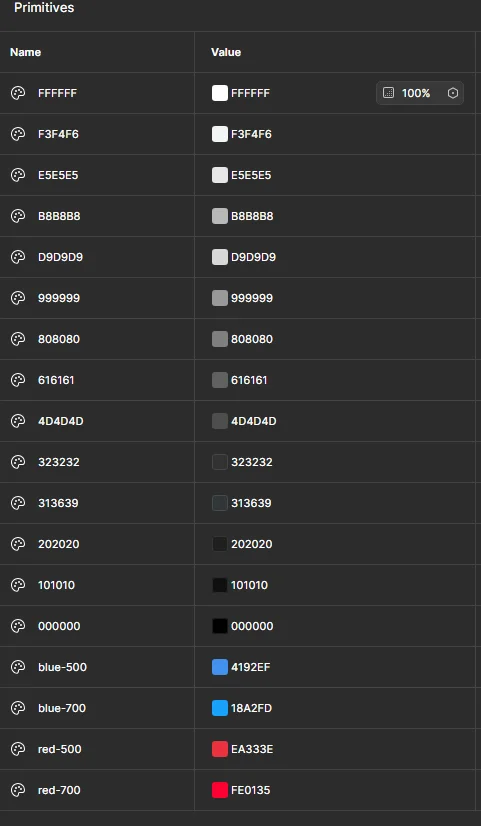 Primitives
Name Value
FFFFFF FFFFFF 100%
F3F4F6 F3F4F6
E5E5E5 E5E5E5
B8B8B8 B8B8B8
D9D9D9 D9D9D9
999999 999999
808080 808080
616161 616161
4D4D4D 4D4D4D
323232 323232
313639 313639
202020 202020
101010 101010
000000 000000
blue-500 4192EF
blue-700 18A2FD
red-500 EA333E
red-700 FE0135